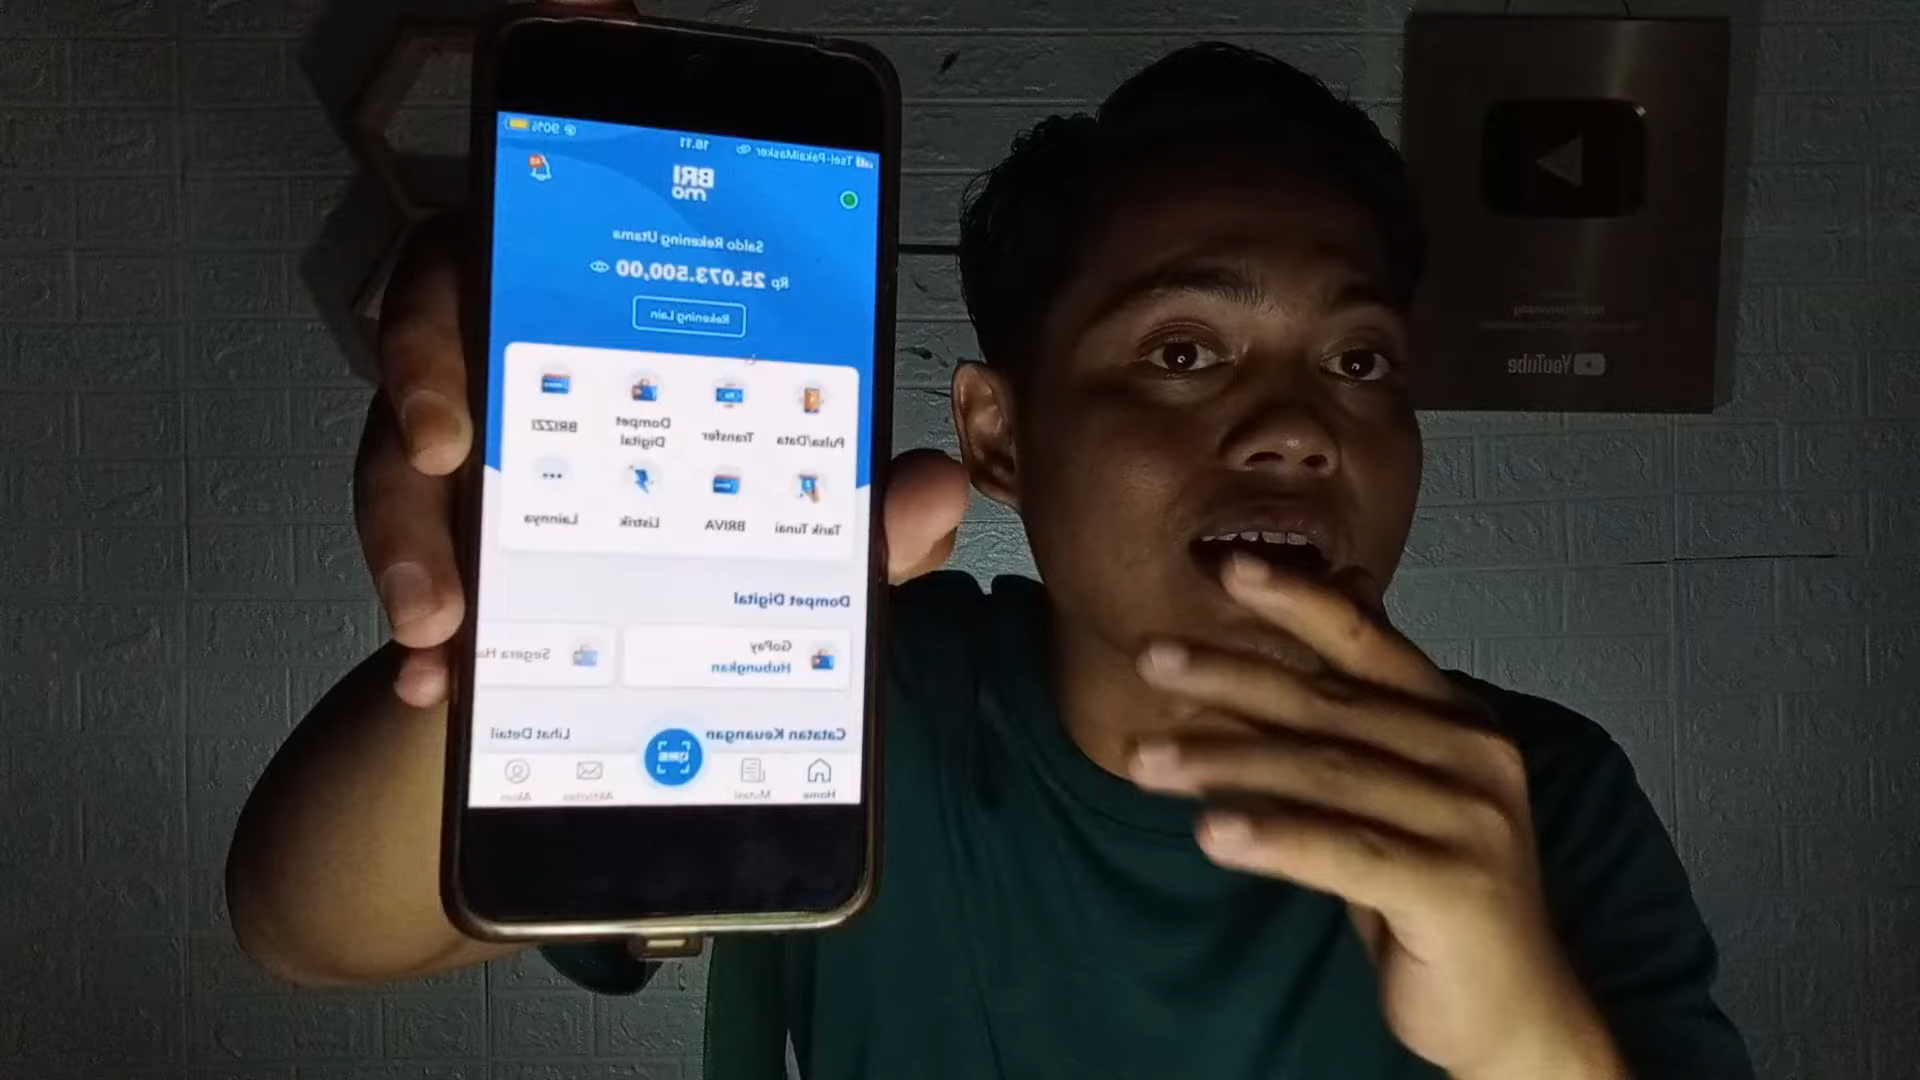 Tsel-PakaiMasker
16.11
90%
BRI
mo
Saldo Rekening Utama
Rp 25.073.500,00
Rekening Lain
Pulsa/Data
Transfer
Dompet
Digital
BRIZZI
Tarik Tunai
BRIVA
Listrik
Lainnya
Dompet Digital
GoPay
Hubungkan
Segera Ha
Catatan Keuangan
Lihat Detail
Home
Mutasi
Aktivitas
Akun
YouTube